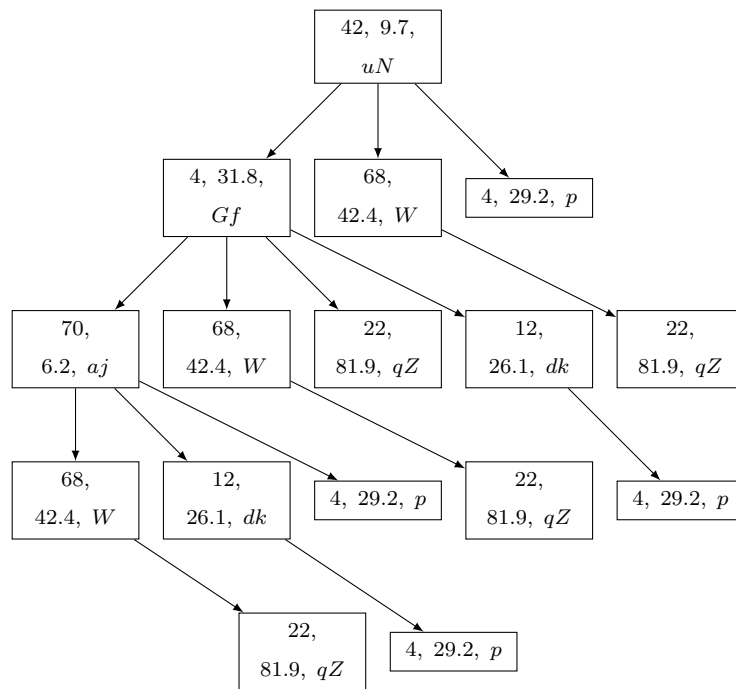 42, 9.7,
uN
4, 31.8,
Gf
68,
42.4, W
4, 29.2, p
70,
6.2, aj
68,
42.4, W
22,
81.9, qZ
12,
26.1, dk
22,
81.9, qZ
68,
42.4, W
12,
26.1, dk
4, 29.2, p
22,
81.9, qZ
4, 29.2, p
22,
81.9, qZ
4, 29.2, p